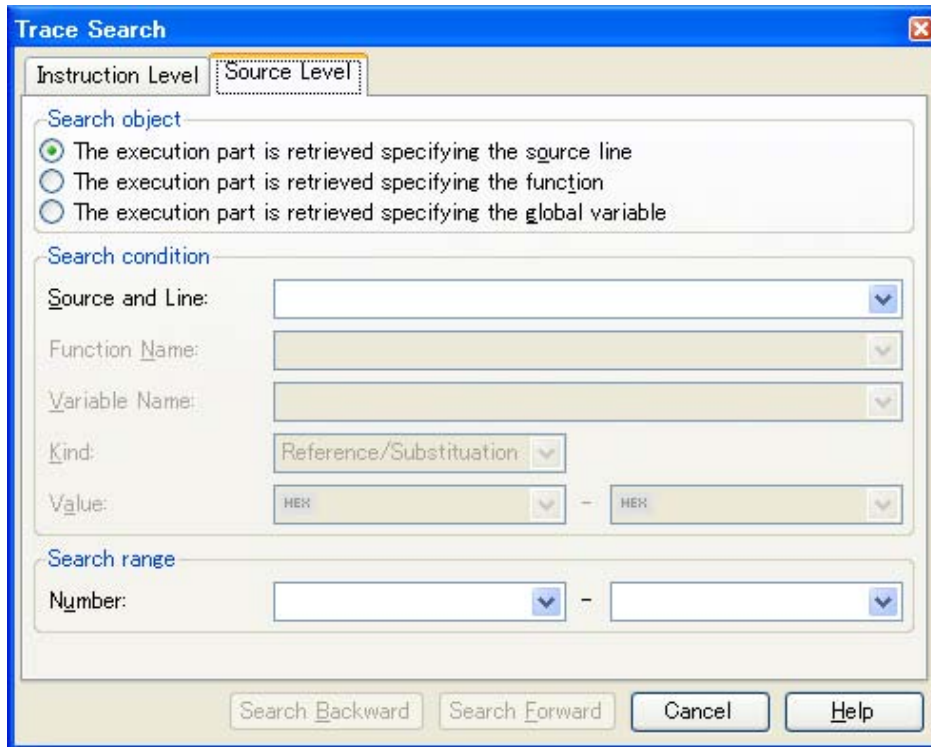 Trace Search
Instruction Level Source Level
Search object
The execution part is retrieved specifying the source line
The execution part is retrieved specifying the function
The execution part is retrieved specifying the global variable
Search condition
Source and Line:
Function Name:
Variable Name:
Kind: Reference/Substituation
Value: HEX - HEX
Search range
Number: -
Search Backward Search Forward Cancel Help